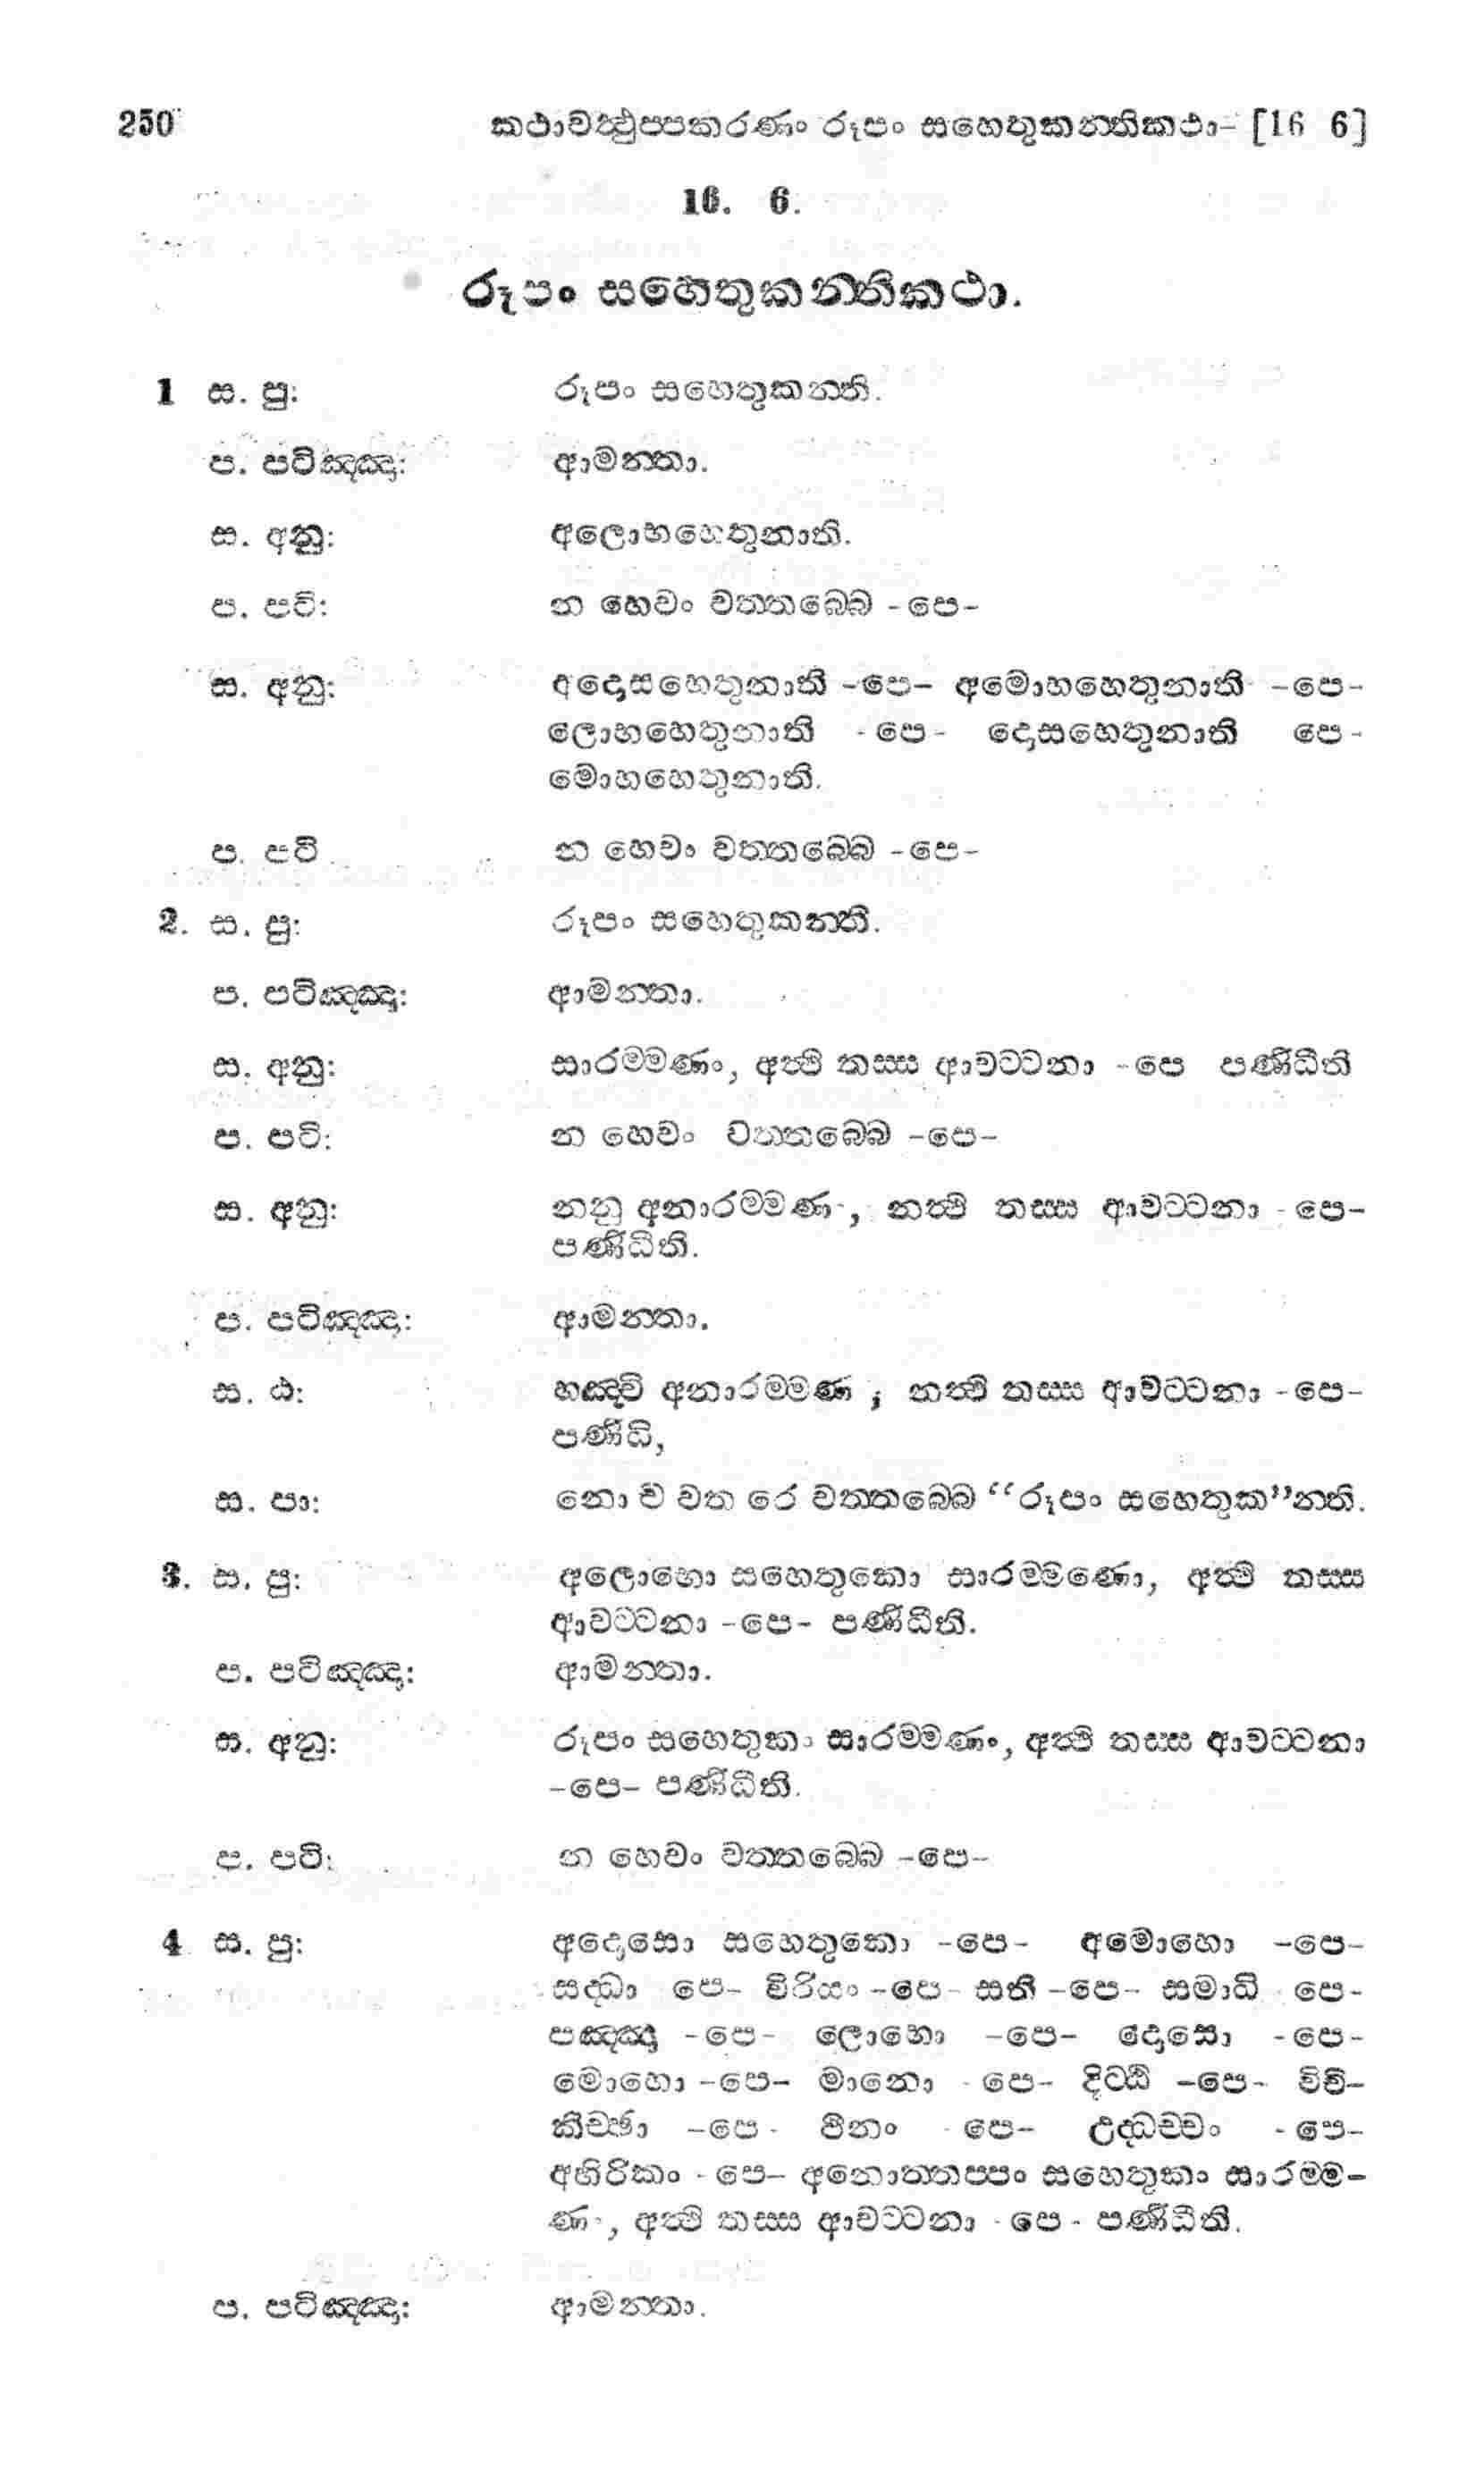 250 කථාවත්ථුප්පකරණං රූපං සහෙතුකන්තිකථා- [16 6]
16. 6.
රූපං සහෙතුකන්තිකථා.
1 ස. පු: රූපං සහෙතුකන්ති.
ප. පටිඤ්ඤා: ආමන්තා.
ස. අනු: අලොභහෙතුනාති.
ප. පටි: න හෙවං වත්තබ්බෙ -පෙ-
ස. අනු: අදොසහෙතුනාති -පෙ- අමොහහෙතුනාති -පෙ-
ලොභහෙතුනාති -පෙ- දොසහෙතුනාති පෙ-
මොහහෙතුනාති.
ප. පටි න හෙවං වත්තබ්බෙ -පෙ-
2. ස. පු: රූපං සහෙතුකන්ති.
ප. පටිඤ්ඤා: ආමන්තා.
ස. අනු: සාරම්මණං, අත්ථි තස්ස ආවට්ටනා -පෙ පණිධීති
ප. පටි: න හෙවං වත්තබ්බෙ -පෙ-
ස. අනු: නනු අනාරම්මණං, නත්ථි තස්ස ආවට්ටනා - පෙ-
පණිධීති.
ප. පටිඤ්ඤා: ආමන්තා.
ස. ඨ: හඤ්චි අනාරම්මණ , නත්ථි තස්ස ආවට්ටනා -පෙ-
පණිධි,
ස. පා: නො ච වත රෙ වත්තබ්බෙ “රූපං සහෙතුක”න්ති.
3. ස. පු: අලොභො සහෙතුකො සාරම්මණො, අත්ථි තස්ස
ආවට්ටනා -පෙ- පණිධීති.
ප. පටිඤ්ඤා: ආමන්තා.
ස. අනු: රූපං සහෙතුකං සාරම්මණං, අත්ථි තස්ස ආවට්ටනා
-පෙ- පණිධීති.
ප. පටි: න හෙවං වත්තබ්බෙ -පෙ-
4 ස. පු: අදොසො සහෙතුකො -පෙ- අමොහො -පෙ-
සද්ධා පෙ- විරියං -පෙ- සති -පෙ- සමාධි පෙ-
පඤ්ඤා -පෙ- ලොභො -පෙ- දොසො -පෙ-
මොහො -පෙ- මානො - පෙ- දිට්ඨි -පෙ- විචි-
කිච්ඡා -පෙ- ථීනං - පෙ- උද්ධච්චං - පෙ-
අහිරිකං - පෙ- අනොත්තප්පං සහෙතුකං සාරම්ම-
ණං, අත්ථි තස්ස ආවට්ටනා - පෙ - පණිධීති.
ප. පටිඤ්ඤා: ආමන්තා.